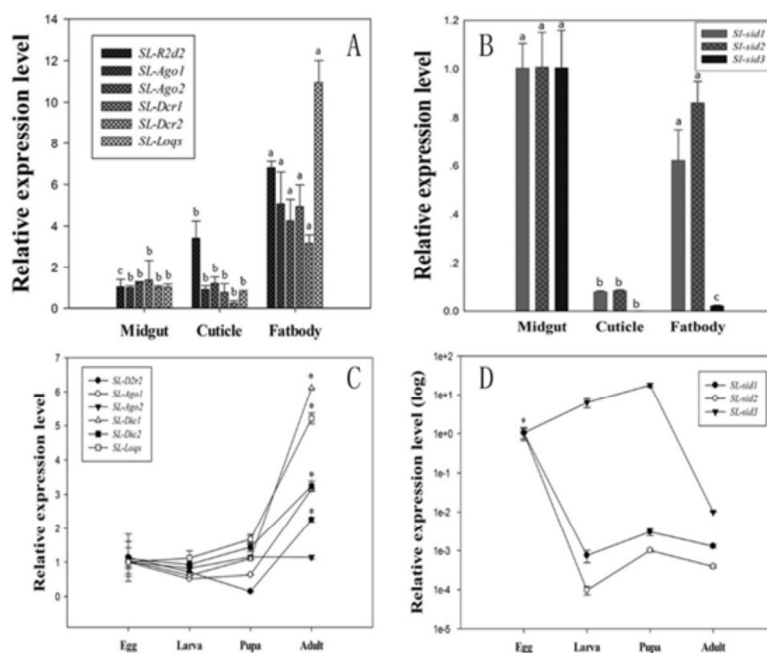 A
Relative expression level
14
12
10
8
6
4
2
0
SL-R2d2
SL-Ago1
SL-Ago2
SL-Dcr1
SL-Dcr2
SL-Loqs
c b b b b b
b b b b b b
a a a a a a
Midgut Cuticle Fatbody
B
Relative expression level
1.2
1.0
.8
.6
.4
.2
0.0
Sl-sid1
Sl-sid2
Sl-sid3
a a a
b b b
a a c
Midgut Cuticle Fatbody
C
Relative expression level
7
6
5
4
3
2
1
0
SL-D2r2
SL-Ago1
SL-Ago2
SL-Dic1
SL-Dic2
SL-Loqs
* * * *
Egg Larva Pupa Adult
D
Relative expression level (log)
1e+2
1e+1
1e+0
1e-2
1e-3
1e-4
1e-5
SL-sid1
SL-sid2
SL-sid3
*
Egg Larva Pupa Adult